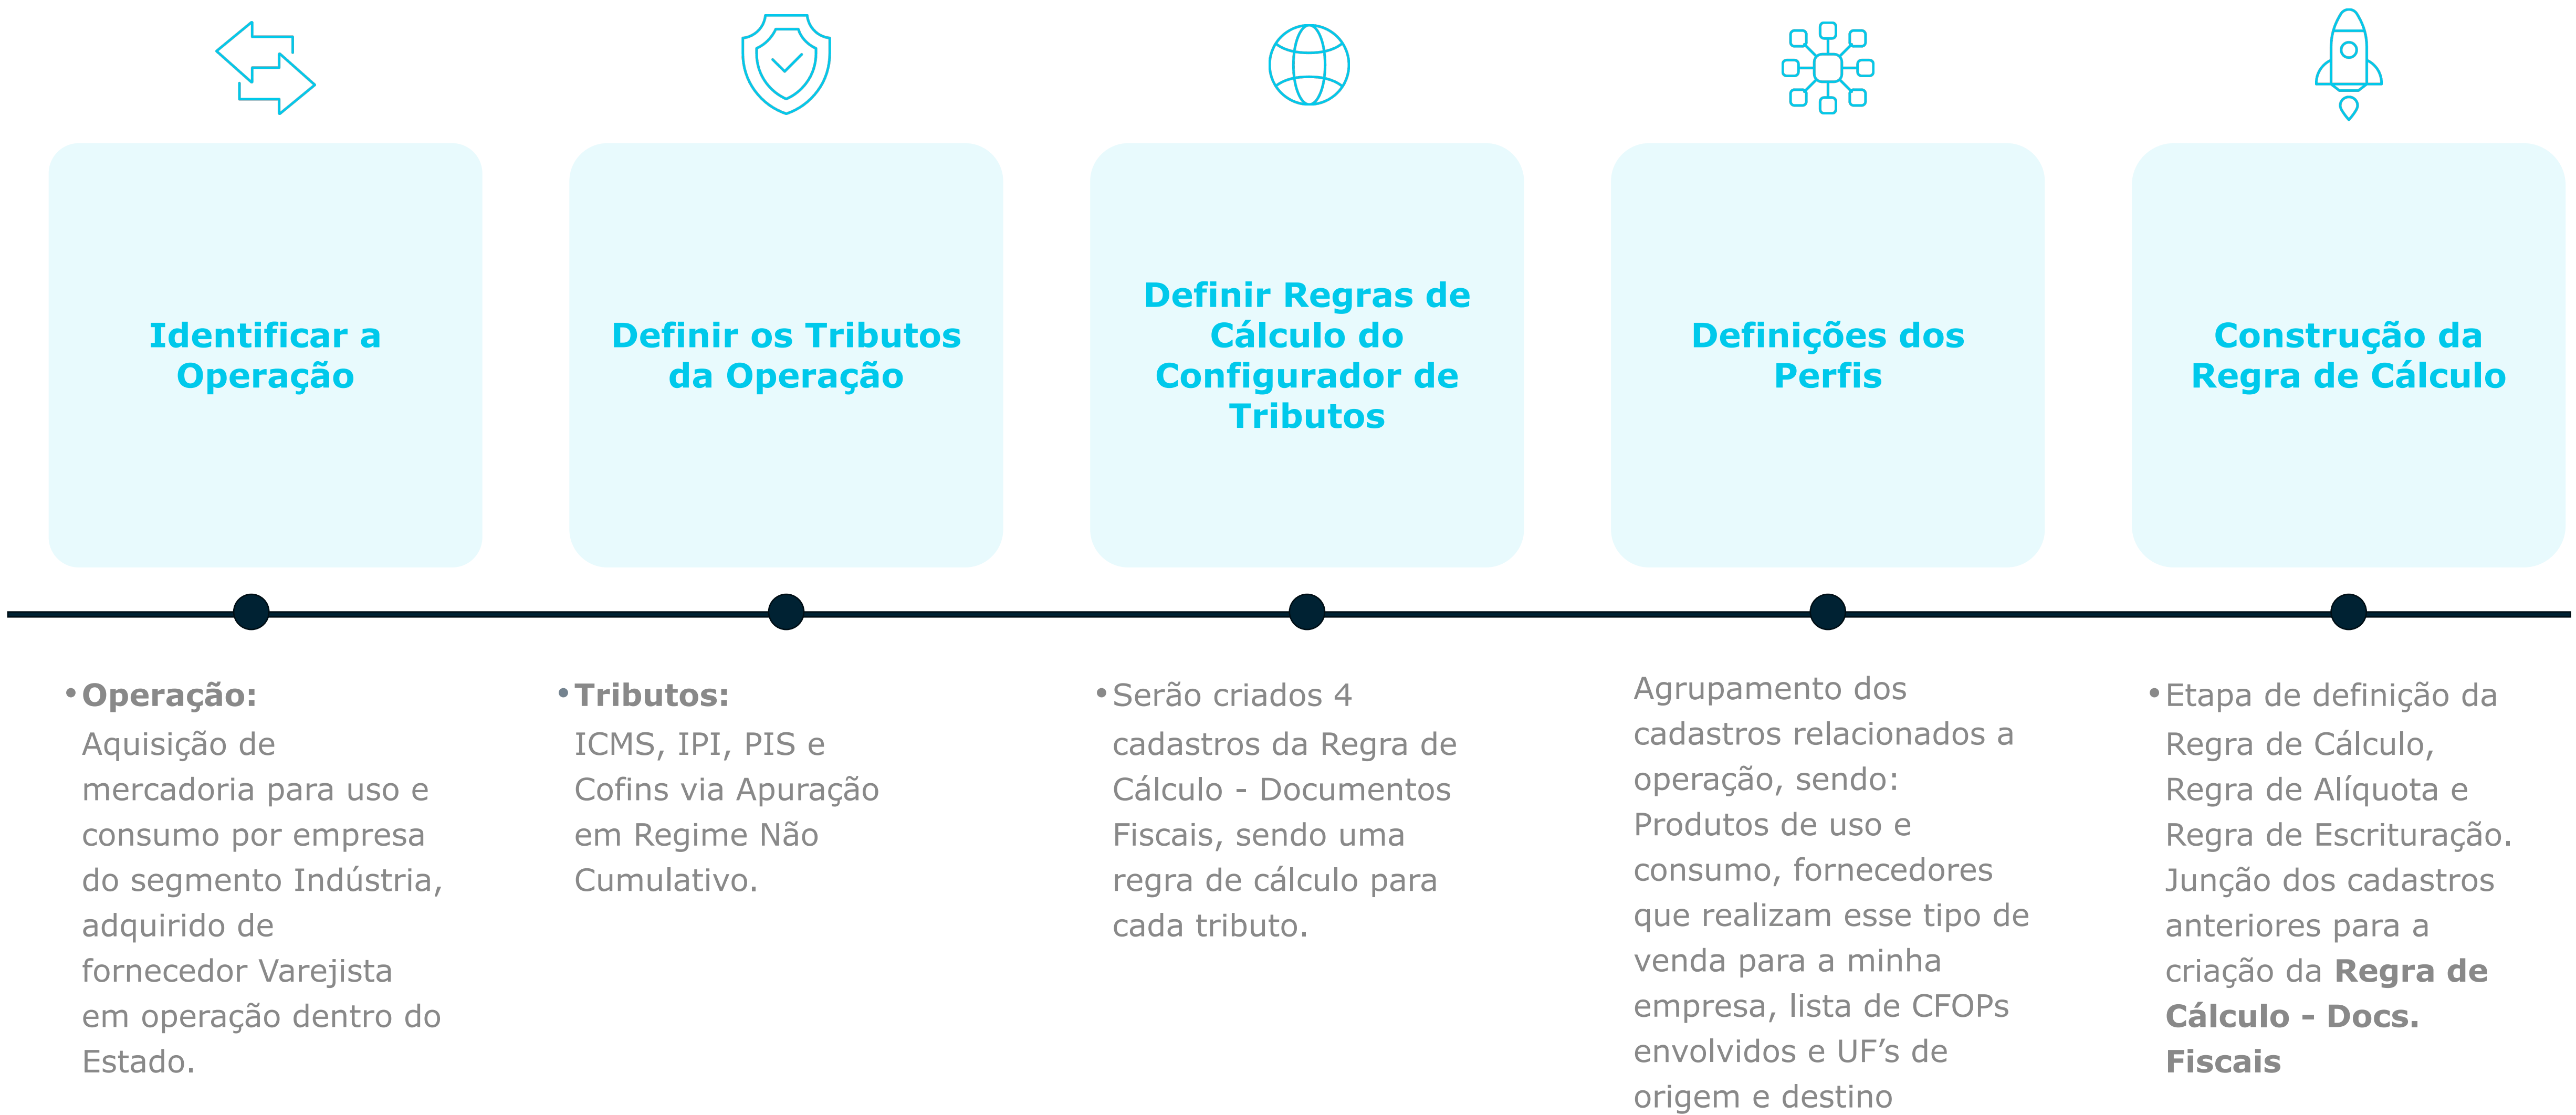 Identificar a
Operação
Definir os Tributos
da Operação
Definir Regras de
Cálculo do
Configurador de
Tributos
Definições dos
Perfis
Construção da
Regra de Cálculo
•Operação:
Aquisição de
mercadoria para uso e
consumo por empresa
do segmento Indústria,
adquirido de
fornecedor Varejista
em operação dentro do
Estado.
•Tributos:
ICMS, IPI, PIS e
Cofins via Apuração
em Regime Não
Cumulativo.
•Serão criados 4
cadastros da Regra de
Cálculo - Documentos
Fiscais, sendo uma
regra de cálculo para
cada tributo.
Agrupamento dos
cadastros relacionados a
operação, sendo:
Produtos de uso e
consumo, fornecedores
que realizam esse tipo de
venda para a minha
empresa, lista de CFOPs
envolvidos e UF’s de
origem e destino
•Etapa de definição da
Regra de Cálculo,
Regra de Alíquota e
Regra de Escrituração.
Junção dos cadastros
anteriores para a
criação da Regra de
Cálculo - Docs.
Fiscais